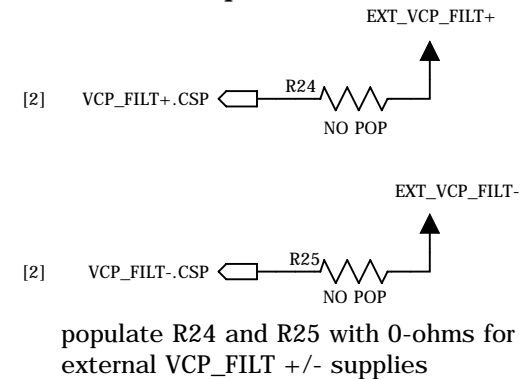 EXT_VCP_FILT+
R24
[2] VCP_FILT+.CSP
NO POP
EXT_VCP_FILT-
R25
[2] VCP_FILT-.CSP
NO POP
populate R24 and R25 with 0-ohms for
external VCP_FILT +/- supplies